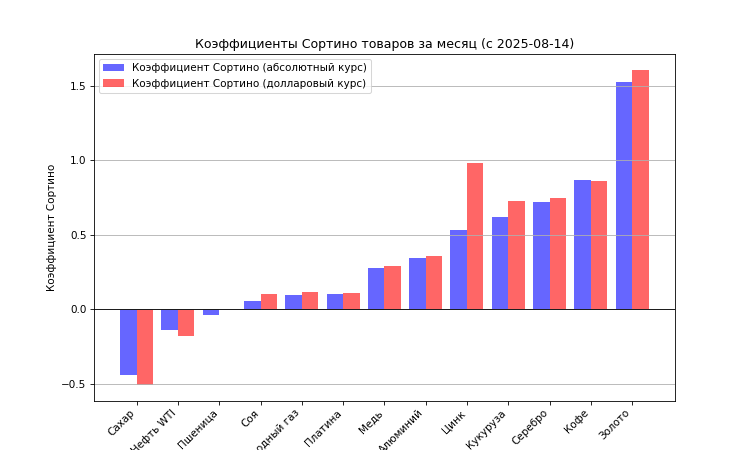 Коэффициенты Сортино товаров за месяц (с 2025-08-14)
Коэффициент Сортино (абсолютный курс)
Коэффициент Сортино (долларовый курс)
Коэффициент Сортино
1.5
1.0
0.5
0.0
−0.5
Сахар
Нефть WTI
Пшеница
Соя
газ
Платина
Медь
Алюминий
Цинк
Кукуруза
Серебро
Кофе
Золото